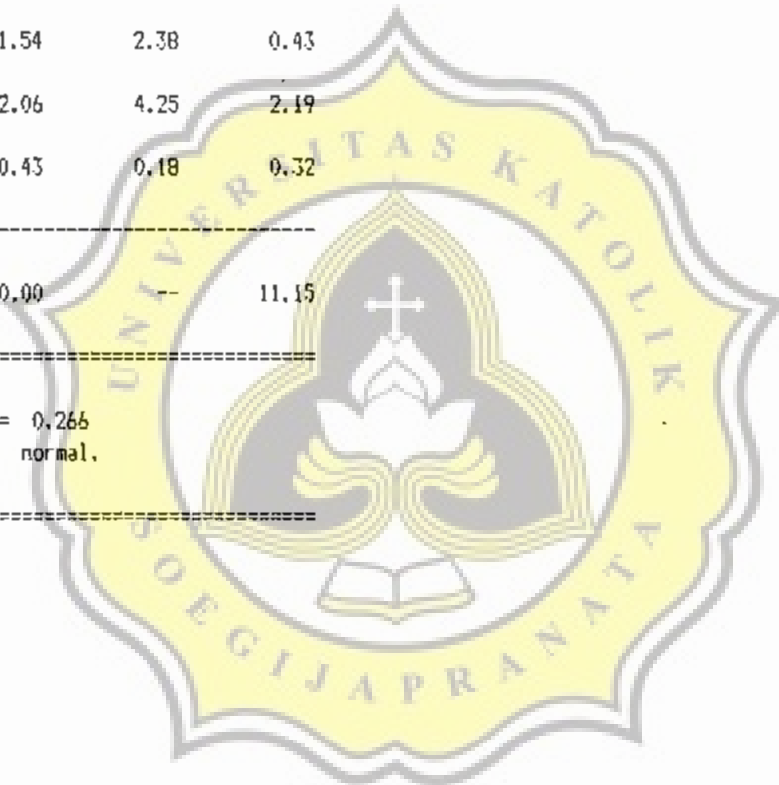 1.54 2.38 0.43
2.06 4.25 2.19
0.43 0.18 0.32
-----------------------------------
0.00 -- 11.15
===================================
= 0.266
normal.
===================================
UNIVERSITAS KATOLIK
SOEGIJAPRANATA